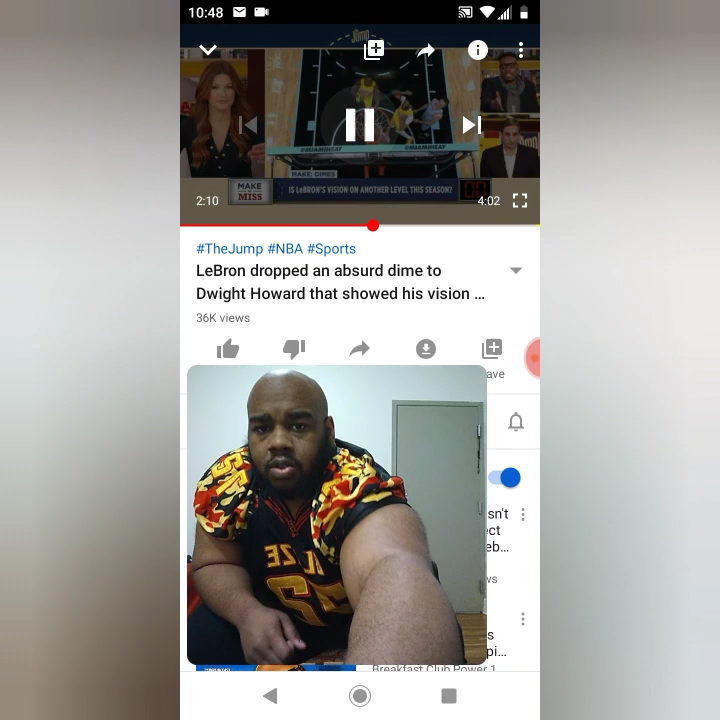 10:48
Jump
#MIAMIHEAT
#MIAMIHEAT
MAKE: DIMES
MAKE
MISS
IS LeBRON'S VISION ON ANOTHER LEVEL THIS SEASON?
2:10
4:02
#TheJump #NBA #Sports
LeBron dropped an absurd dime to
Dwight Howard that showed his vision ...
36K views
ave
sn't
ect
eb...
ws
s
pi...
Breakfast Club Power 1